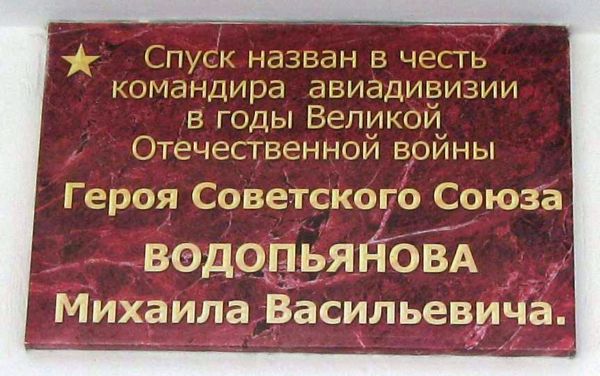 Спуск назван в честь
командира авиадивизии
в годы Великой
Отечественной войны
Героя Советского Союза
ВОДОПЬЯНОВА
Михаила Васильевича.